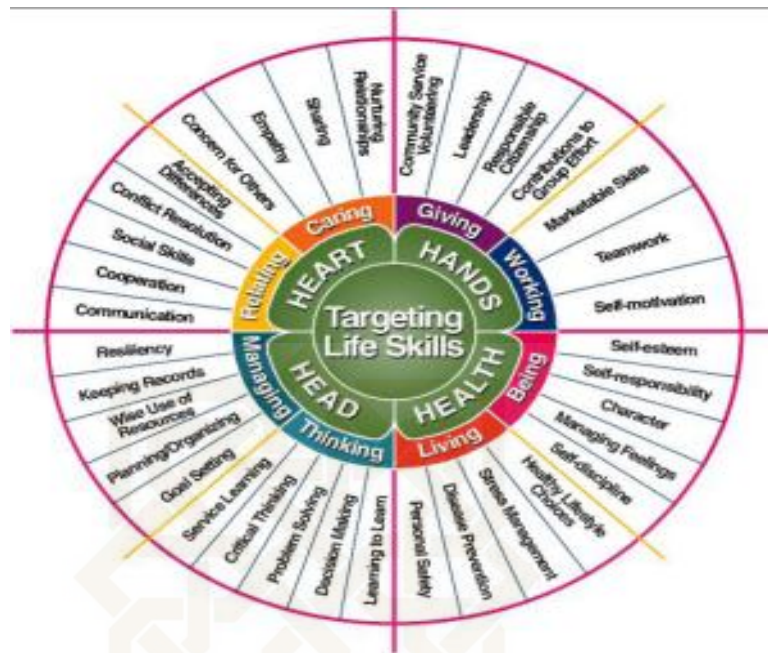 Targeting
Life Skills
HEART
HANDS
HEALTH
HEAD
Caring
Giving
Working
Being
Living
Thinking
Managing
Relating
Nurturing
Relationships
Sharing
Empathy
Concern for Others
Accepting
Differences
Conflict Resolution
Social Skills
Cooperation
Communication
Community Service
Volunteering
Leadership
Responsible
Citizenship
Contributions to
Group Effort
Marketable Skills
Teamwork
Self-motivation
Self-esteem
Self-responsibility
Character
Managing Feelings
Self-discipline
Healthy Lifestyle
Choices
Stress Management
Disease Prevention
Personal Safety
Learning to Learn
Decision Making
Problem Solving
Critical Thinking
Service Learning
Goal Setting
Planning/Organizing
Wise Use of
Resources
Keeping Records
Resiliency